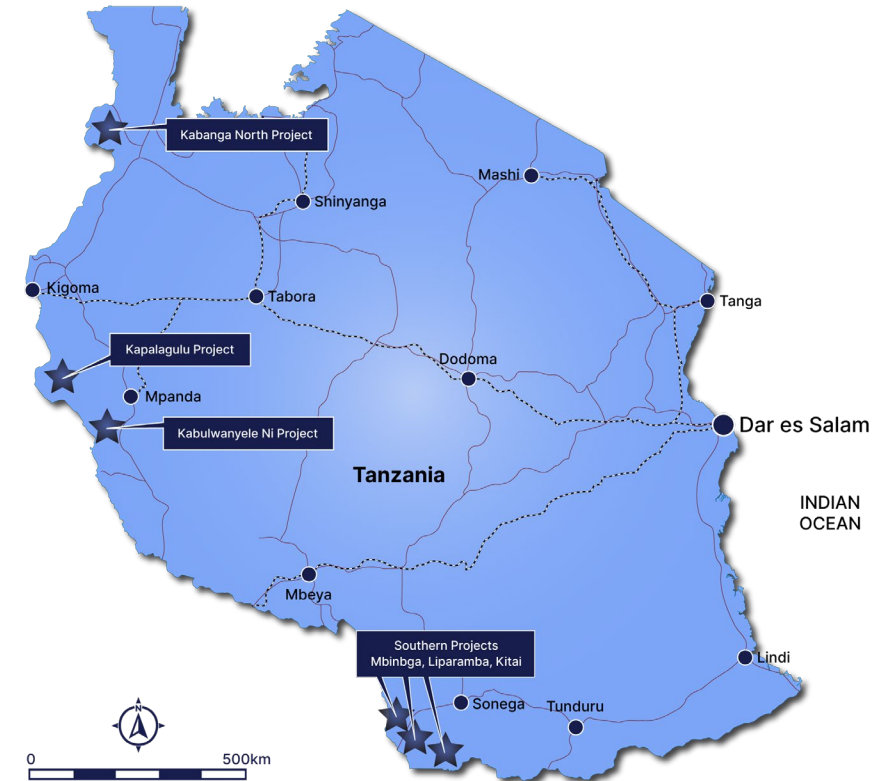 Kabanga North Project
Mashi
Shinyanga
Kigoma
Tabora
Tanga
Kapalagulu Project
Dodoma
Mpanda
Dar es Salam
Kabulwanyele Ni Project
Tanzania
INDIAN
OCEAN
Mbeya
Southern Projects
Mbinbga, Liparamba, Kitai
Lindi
Sonega
Tunduru
N
0
500km